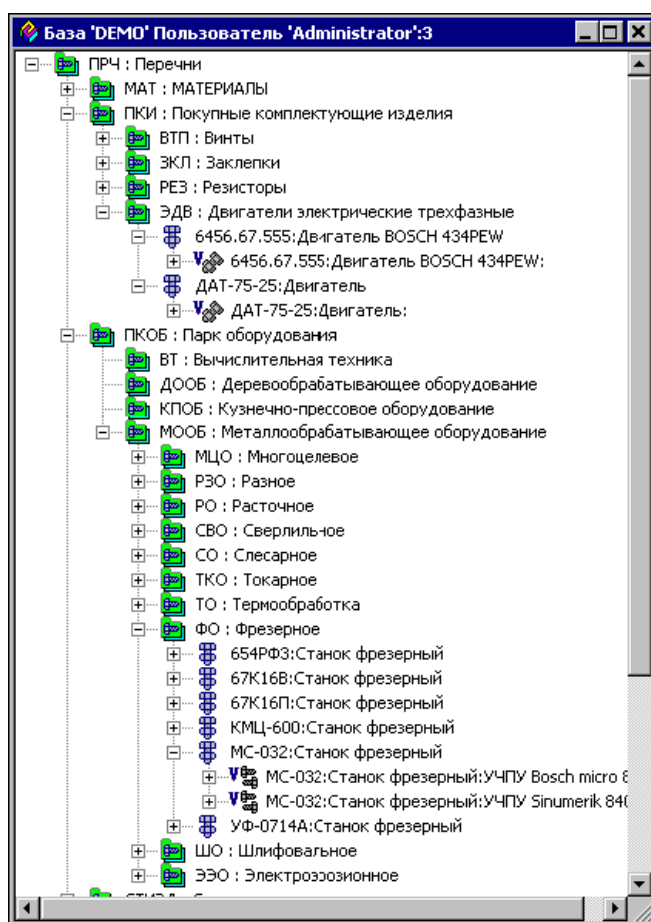 База 'DEMO' Пользователь 'Administrator':3
ПРЧ : Перечни
МАТ : МАТЕРИАЛЫ
ПКИ : Покупные комплектующие изделия
ВТП : Винты
ЗКЛ : Заклепки
РЕЗ : Резисторы
ЭДВ : Двигатели электрические трехфазные
6456.67.555:Двигатель BOSCH 434PEW
6456.67.555:Двигатель BOSCH 434PEW:
ДАТ-75-25:Двигатель
ДАТ-75-25:Двигатель:
ПКОБ : Парк оборудования
ВТ : Вычислительная техника
ДООБ : Деревообрабатывающее оборудование
КПОБ : Кузнечно-прессовое оборудование
МООБ : Металлообрабатывающее оборудование
МЦО : Многоцелевое
РЗО : Разное
РО : Расточное
СВО : Сверлильное
СО : Слесарное
ТКО : Токарное
ТО : Термообработка
ФО : Фрезерное
654РФ3:Станок фрезерный
67К16В:Станок фрезерный
67К16П:Станок фрезерный
КМЦ-600:Станок фрезерный
МС-032:Станок фрезерный
МС-032:Станок фрезерный:УЧПУ Bosch micro 8
МС-032:Станок фрезерный:УЧПУ Sinumerik 840
УФ-0714А:Станок фрезерный
ШО : Шлифовальное
ЭЭО : Электроэрозионное